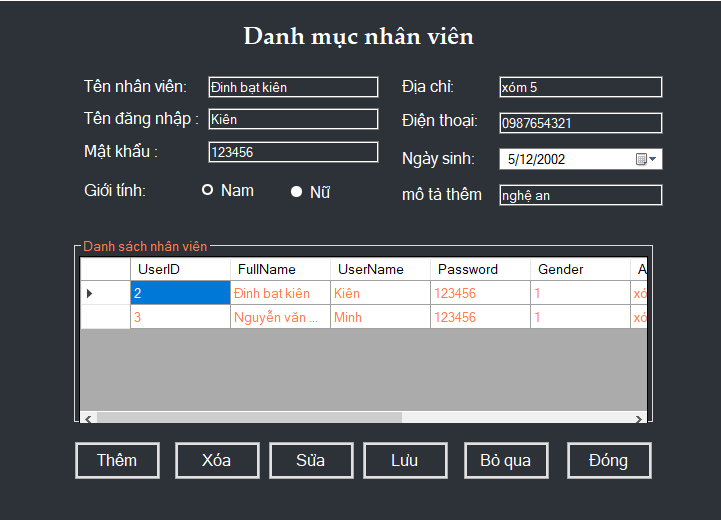 Danh mục nhân viên
Tên nhân viên: Đinh bạt kiên Địa chỉ: xóm 5
Tên đăng nhập : Kiên Điện thoại: 0987654321
Mật khẩu : 123456 Ngày sinh: 5/12/2002
Giới tính: Nam Nữ mô tả thêm nghệ an
Danh sách nhân viên
UserID FullName UserName Password Gender A
2 Đinh bạt kiên Kiên 123456 1 xó
3 Nguyễn văn ... Minh 123456 1 xó
Thêm Xóa Sửa Lưu Bỏ qua Đóng